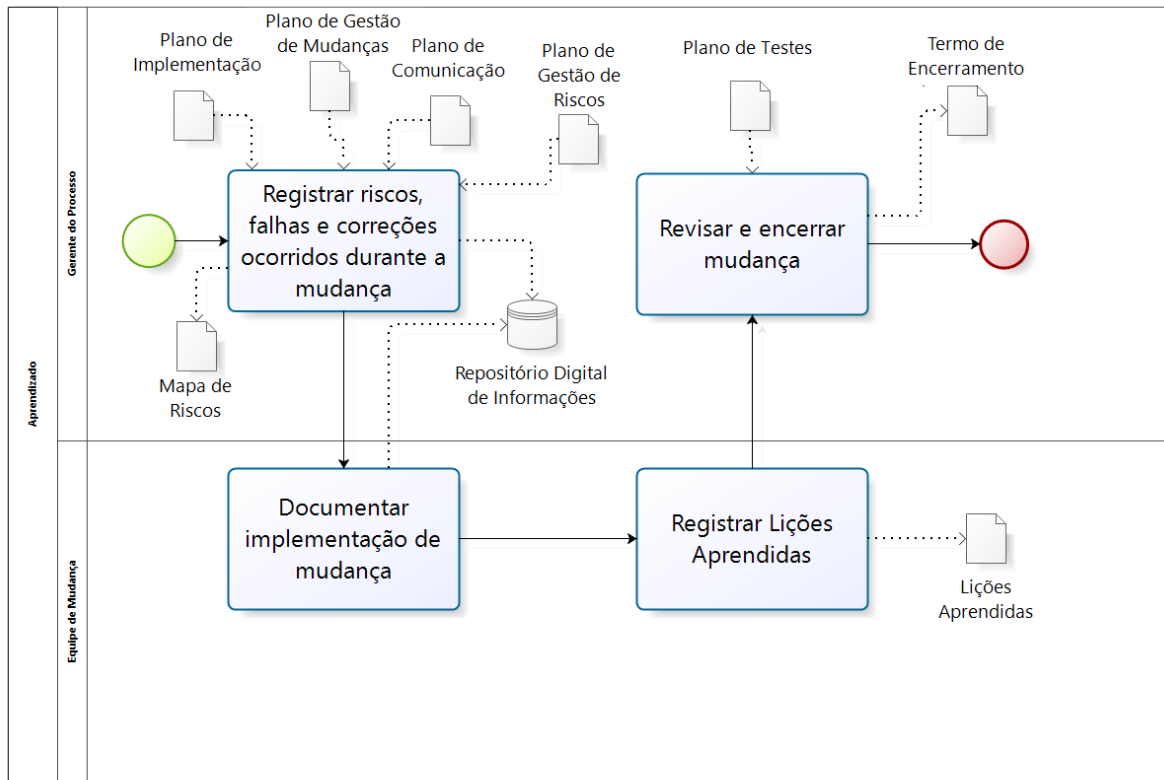 Aprendizado
Gerente do Processo
Plano de
Implementação
Plano de Gestão
de Mudanças
Plano de
Comunicação
Plano de
Gestão de
Riscos
Plano de Testes
Termo de
Encerramento
Registrar riscos,
falhas e correções
ocorridos durante a
mudança
Revisar e encerrar
mudança
Mapa de
Riscos
Repositório Digital
de Informações
Equipe de Mudança
Documentar
implementação de
mudança
Registrar Lições
Aprendidas
Lições
Aprendidas